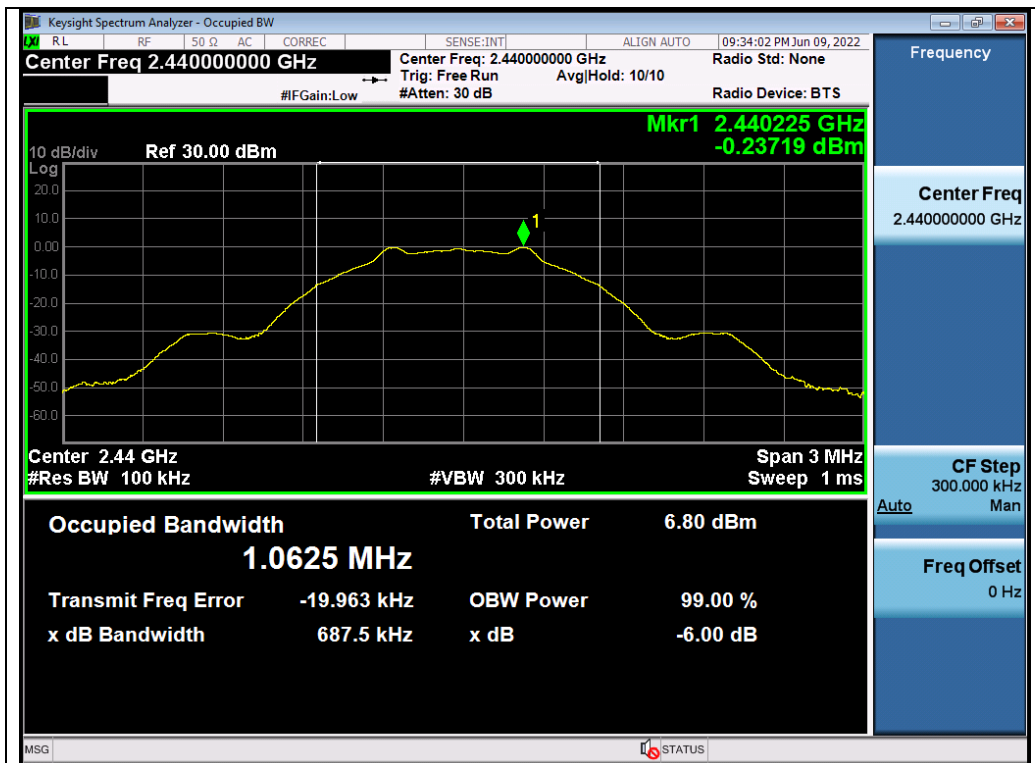 Keysight Spectrum Analyzer - Occupied BW
LXI RL RF 50 Ω AC CORREC SENSE:INT ALIGN AUTO 09:34:02 PM Jun 09, 2022
Center Freq 2.440000000 GHz
Center Freq: 2.440000000 GHz
Radio Std: None
Trig: Free Run Avg|Hold: 10/10
#IFGain:Low
#Atten: 30 dB
Radio Device: BTS
Frequency
Mkr1 2.440225 GHz
-0.23719 dBm
10 dB/div Ref 30.00 dBm
Log
20.0
10.0
0.00
-10.0
-20.0
-30.0
-40.0
-50.0
-60.0
1
Center 2.44 GHz Span 3 MHz
#Res BW 100 kHz #VBW 300 kHz Sweep 1 ms
Occupied Bandwidth Total Power 6.80 dBm
1.0625 MHz
Transmit Freq Error -19.963 kHz OBW Power 99.00 %
x dB Bandwidth 687.5 kHz x dB -6.00 dB
Center Freq
2.440000000 GHz
CF Step
300.000 kHz
Auto Man
Freq Offset
0 Hz
MSG STATUS